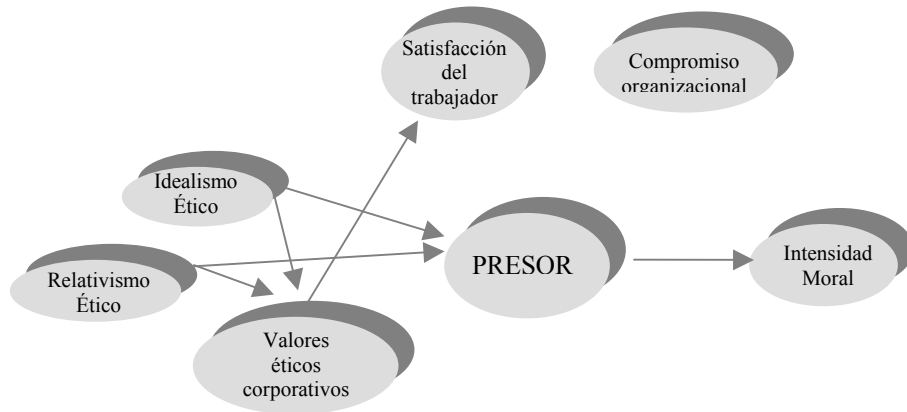 Satisfacción
del
trabajador
Compromiso
organizacional
Idealismo
Ético
PRESOR
Intensidad
Moral
Relativismo
Ético
Valores
éticos
corporativos